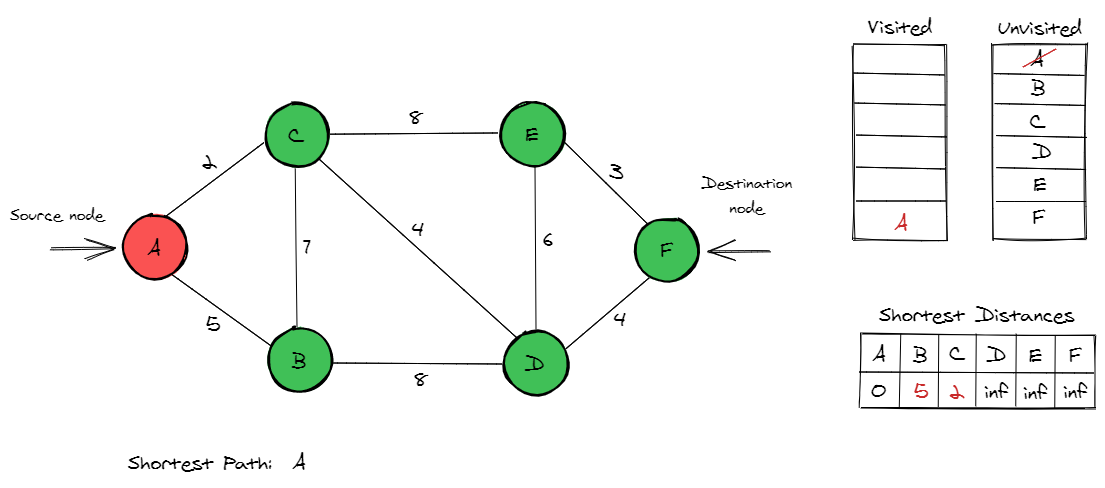 Visited
Unvisited
A
B
C
D
E
F
A
C
8
E
2
3
Destination
node
Source node
4
A
7
6
F
5
4
B
8
D
Shortest Distances
A B C D E F
0 5 2 inf inf inf
Shortest Path: A